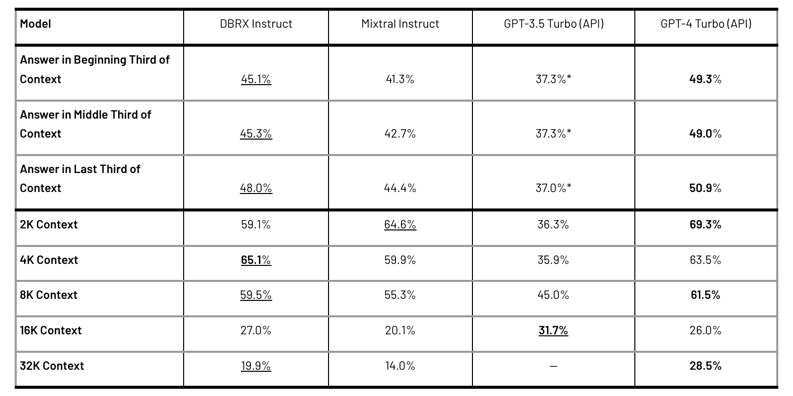 Model DBRX Instruct Mixtral Instruct GPT-3.5 Turbo (API) GPT-4 Turbo (API)
Answer in Beginning Third of
Context 45.1% 41.3% 37.3%* 49.3%
Answer in Middle Third of
Context 45.3% 42.7% 37.3%* 49.0%
Answer in Last Third of
Context 48.0% 44.4% 37.0%* 50.9%
2K Context 59.1% 64.6% 36.3% 69.3%
4K Context 65.1% 59.9% 35.9% 63.5%
8K Context 59.5% 55.3% 45.0% 61.5%
16K Context 27.0% 20.1% 31.7% 26.0%
32K Context 19.9% 14.0% — 28.5%